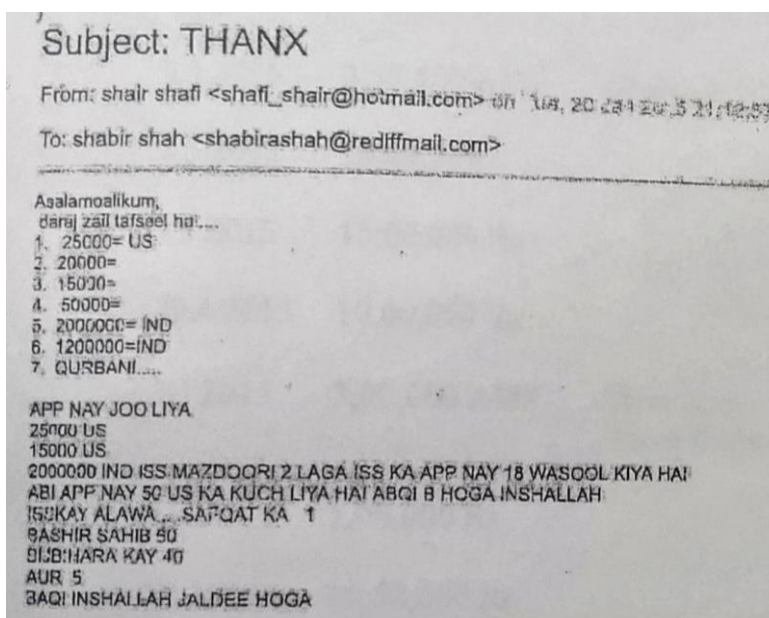 Subject: THANX
From: shair shafi <shafi_shair@hotmail.com>
To: shabir shah <shabirashah@rediffmail.com>
Asalamoalikum,
daraj zail tafseel hai....
1. 25000= US
2. 20000=
3. 15000=
4. 50000=
5. 2000000= IND
6. 1200000=IND
7. QURBANI.....
APP NAY JOO LIYA
25000 US
15000 US
2000000 IND ISS MAZDOORI 2 LAGA ISS KA APP NAY 18 WASOOL KIYA HAI
ABI APP NAY 50 US KA KUCH LIYA HAI ABQI 8 HOGA INSHALLAH
ISSKAY ALAWA.... SAFQAT KA 1
BASHIR SAHIB 50
KAY 40
AUR 5
BAQI INSHALLAH JALDEE HOGA